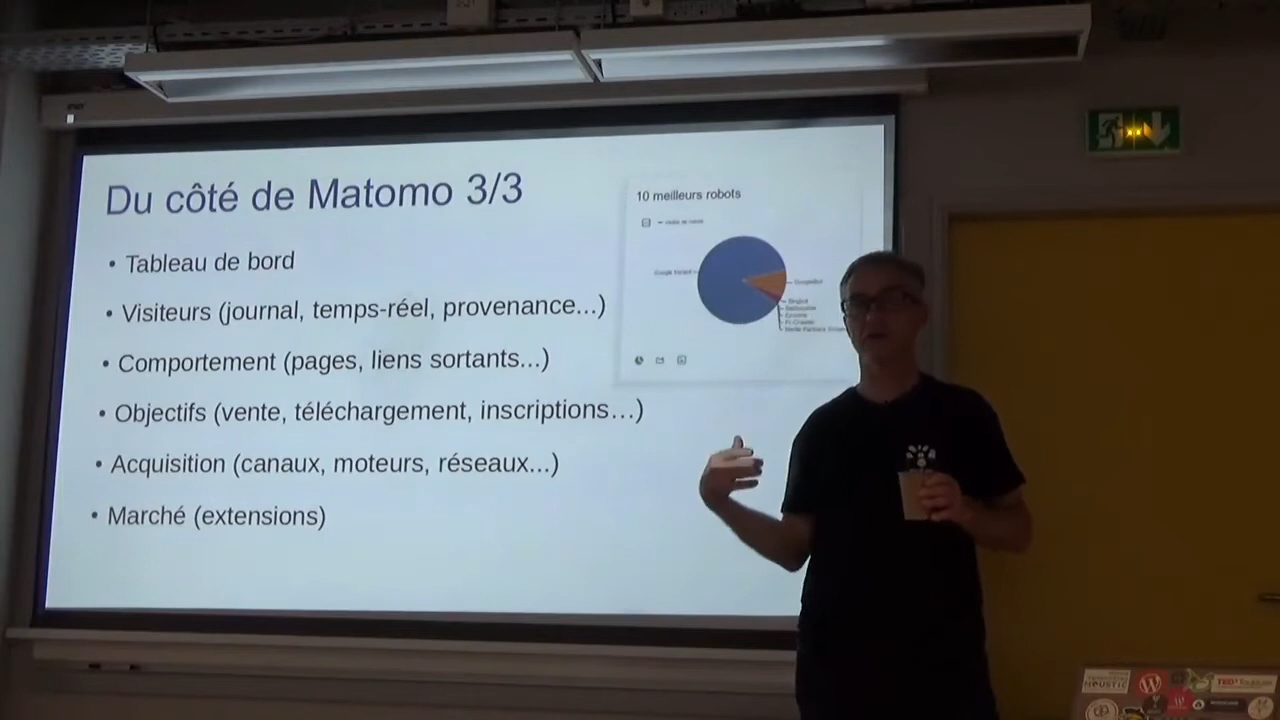 Du côté de Matomo 3/3
• Tableau de bord
• Visiteurs (journal, temps-réel, provenance...)
• Comportement (pages, liens sortants...)
• Objectifs (vente, téléchargement, inscriptions…)
• Acquisition (canaux, moteurs, réseaux...)
• Marché (extensions)
10 meilleurs robots
GoogleBot
BingBot